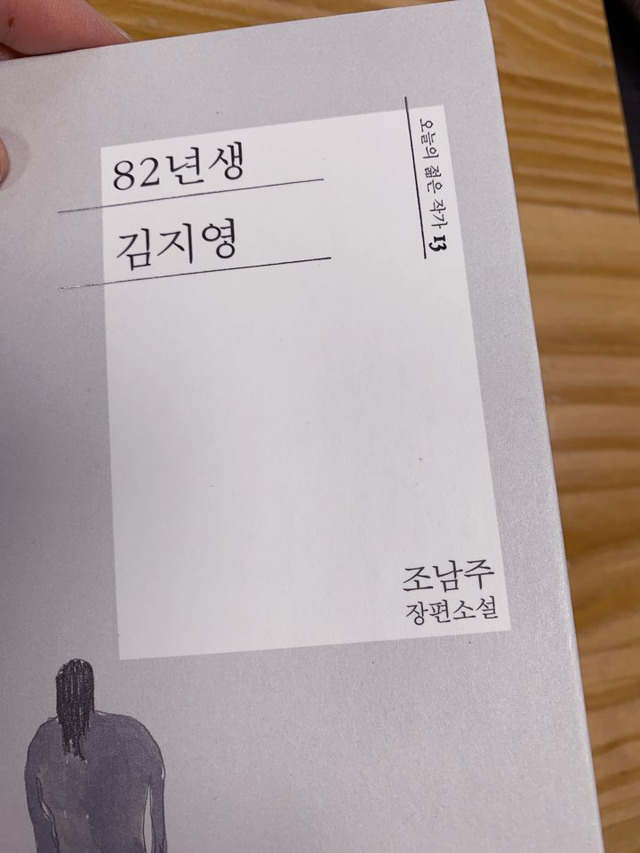 82년생
김지영
오늘의 젊은 작가 13
조남주
장편소설